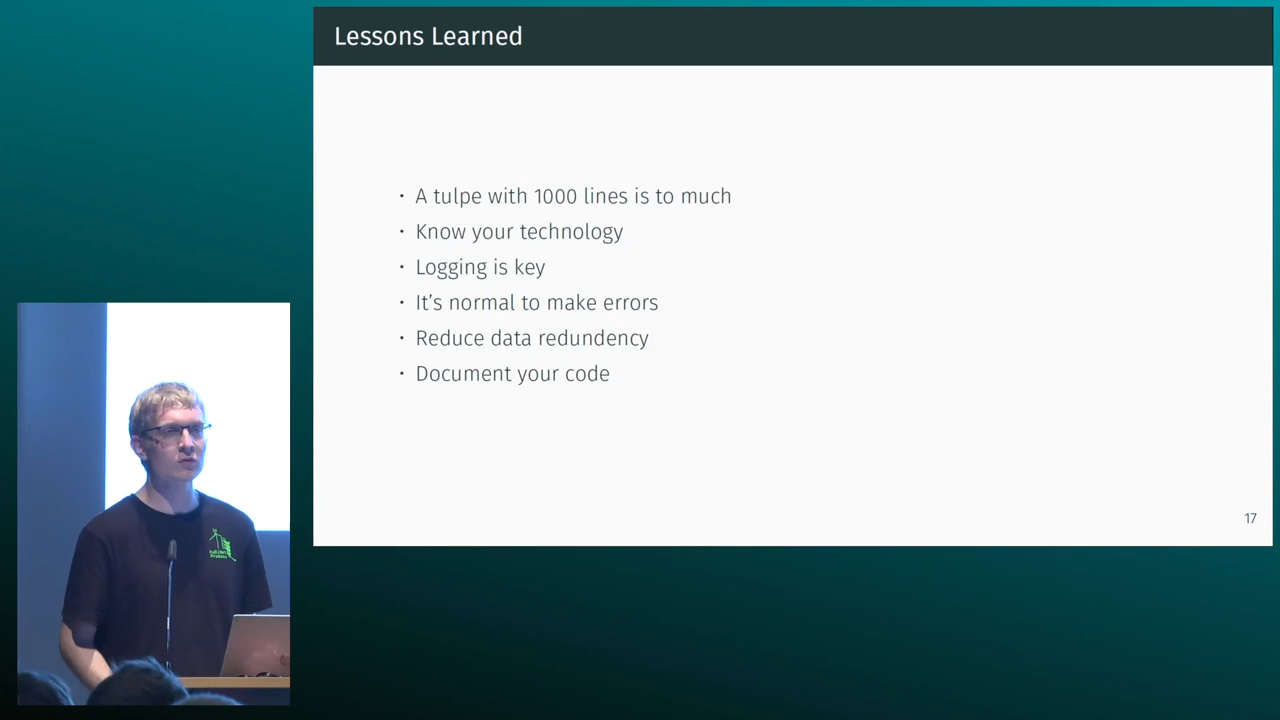 Lessons Learned
· A tulpe with 1000 lines is to much
· Know your technology
· Logging is key
· It's normal to make errors
· Reduce data redundency
· Document your code
17